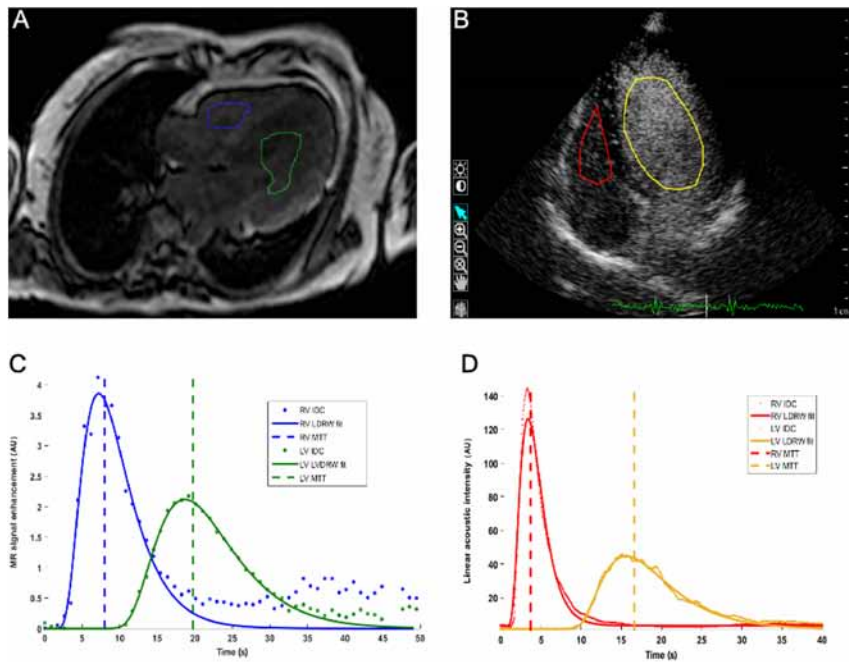 A
B
1 cm
C
MR signal enhancement (AU)
4
3.5
3
2.5
2
1.5
1
0.5
0
0 5 10 15 20 25 30 35 40 45 50
Time (s)
RV IDC
RV LDRW fit
RV MTT
LV IDC
LV LVDRW fit
LV MTT
D
Linear acoustic intensity (AU)
140
120
100
80
60
40
20
0
0 5 10 15 20 25 30 35 40
Time (s)
RV IDC
RV LDRW fit
LV IDC
LV LDRW fit
RV MTT
LV MTT